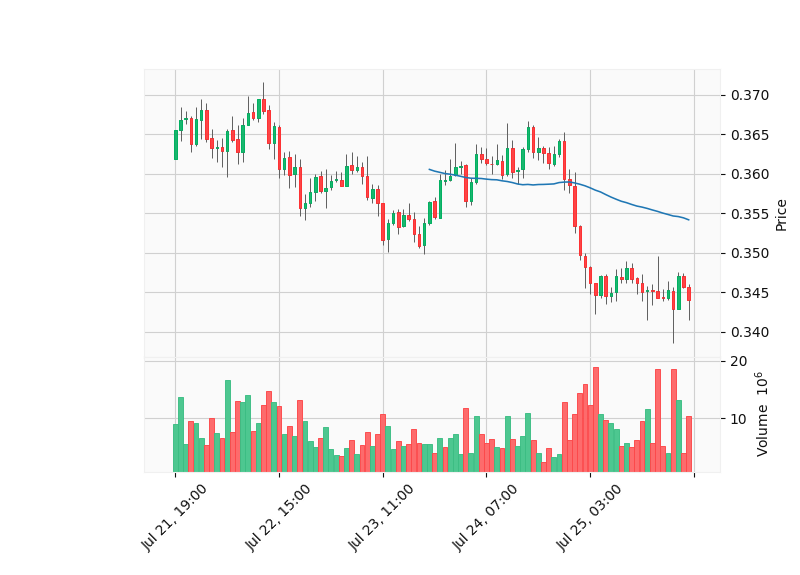 0.370
0.365
0.360
0.355
0.350
0.345
0.340
Price
20
10
Volume 10⁶
Jul 21, 19:00
Jul 22, 15:00
Jul 23, 11:00
Jul 24, 07:00
Jul 25, 03:00